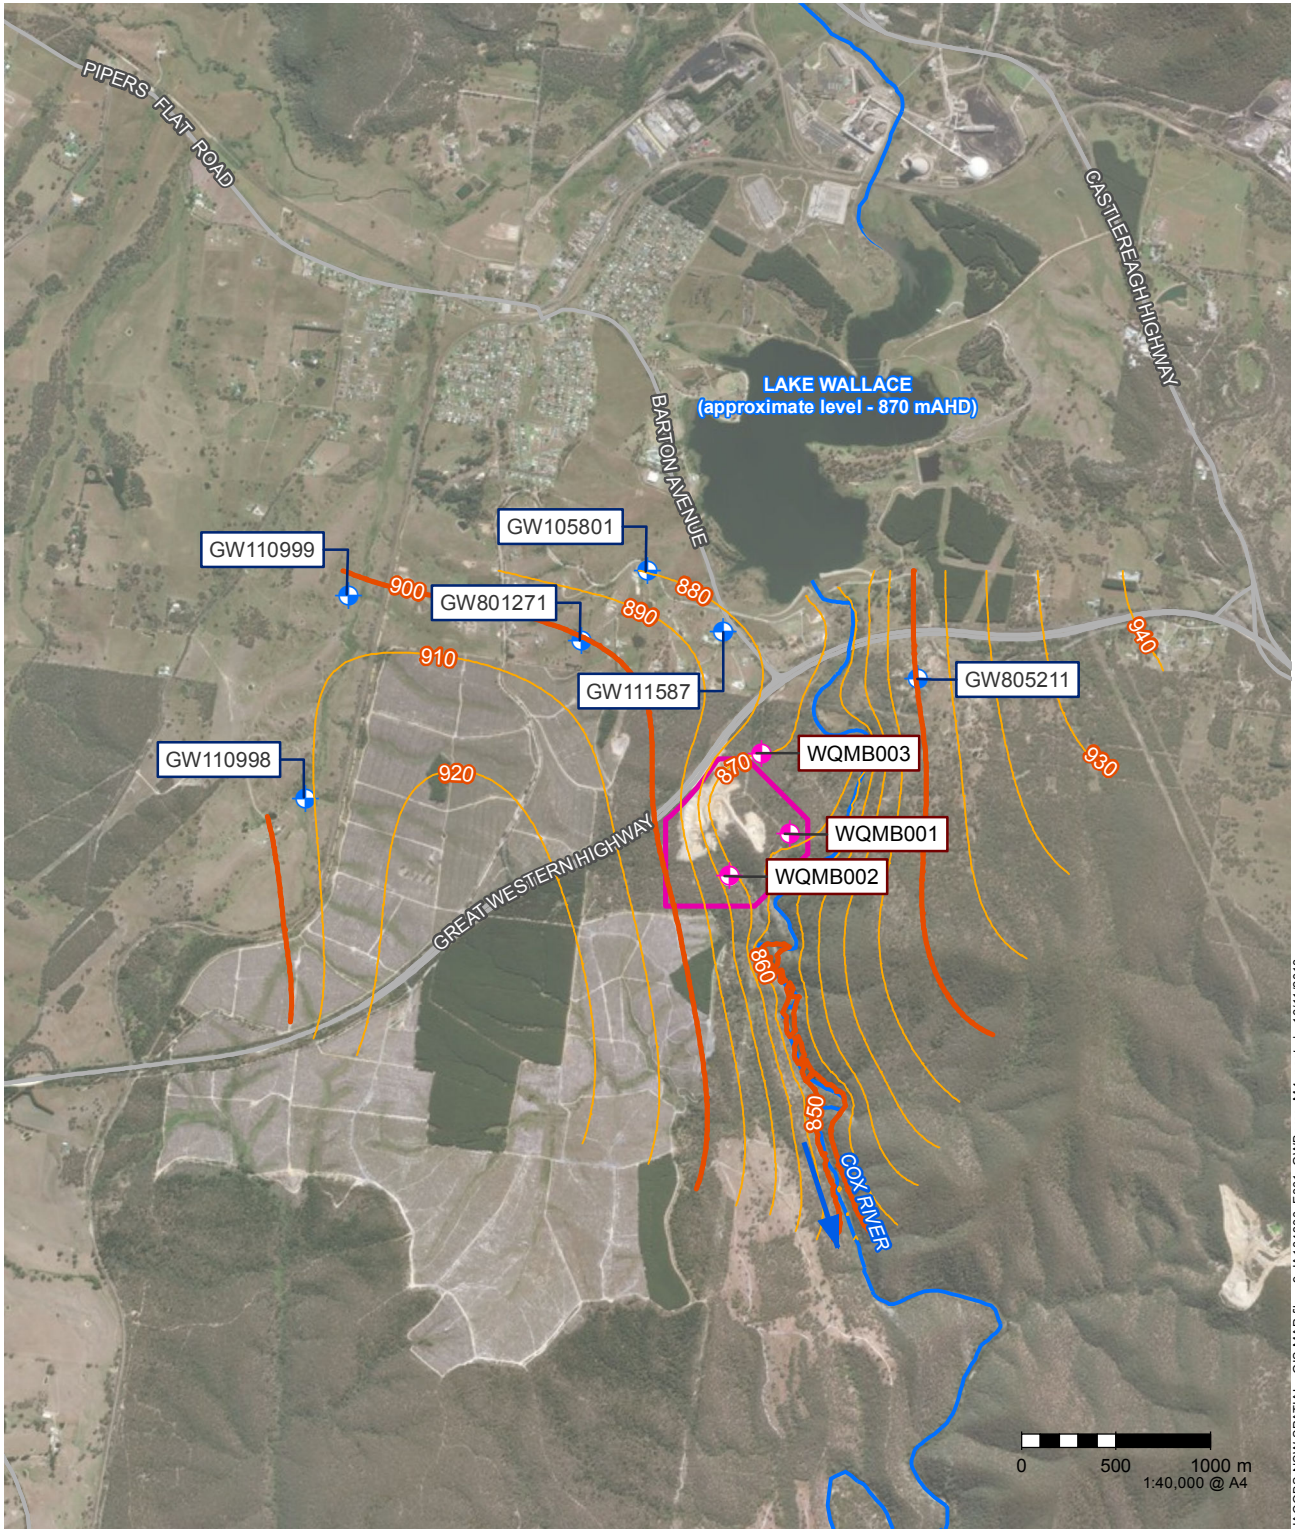 PIPERS FLAT ROAD
CASTLEREAGH HIGHWAY
LAKE WALLACE
(approximate level - 870 mAHD)
BARTON AVENUE
GW105801
GW110999
900
GW801271
890
880
910
940
GW111587
GW805211
GW110998
920
870
WQMB003
930
GREAT WESTERN HIGHWAY
WQMB001
WQMB002
860
850
COX RIVER
0 500 1000 m
1:40,000 @ A4